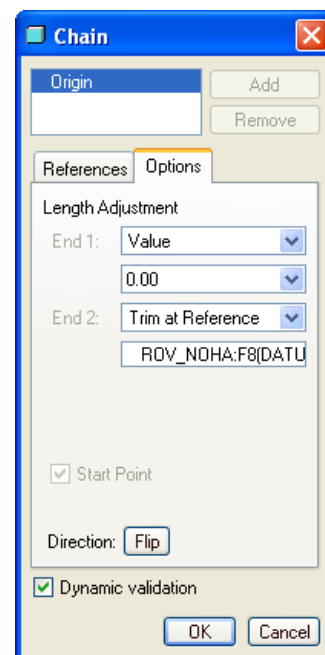 Chain
Origin
Add
Remove
References Options
Length Adjustment
End 1: Value
0.00
End 2: Trim at Reference
ROV_NOHA:F8(DATU
Start Point
Direction: Flip
Dynamic validation
OK Cancel